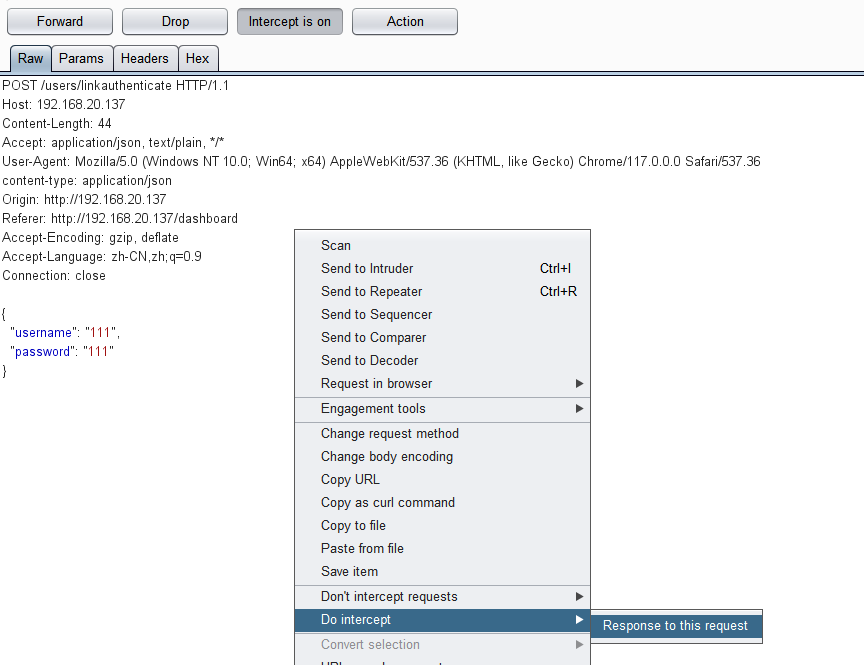 Forward Drop Intercept is on Action
Raw Params Headers Hex
POST /users/linkauthenticate HTTP/1.1
Host: 192.168.20.137
Content-Length: 44
Accept: application/json, text/plain, */*
User-Agent: Mozilla/5.0 (Windows NT 10.0; Win64; x64) AppleWebKit/537.36 (KHTML, like Gecko) Chrome/117.0.0.0 Safari/537.36
content-type: application/json
Origin: http://192.168.20.137
Referer: http://192.168.20.137/dashboard
Accept-Encoding: gzip, deflate
Accept-Language: zh-CN,zh;q=0.9
Connection: close
{
"username": "111",
"password": "111"
}
Scan
Send to Intruder Ctrl+I
Send to Repeater Ctrl+R
Send to Sequencer
Send to Comparer
Send to Decoder
Request in browser
Engagement tools
Change request method
Change body encoding
Copy URL
Copy as curl command
Copy to file
Paste from file
Save item
Don't intercept requests
Do intercept
Response to this request
Convert selection